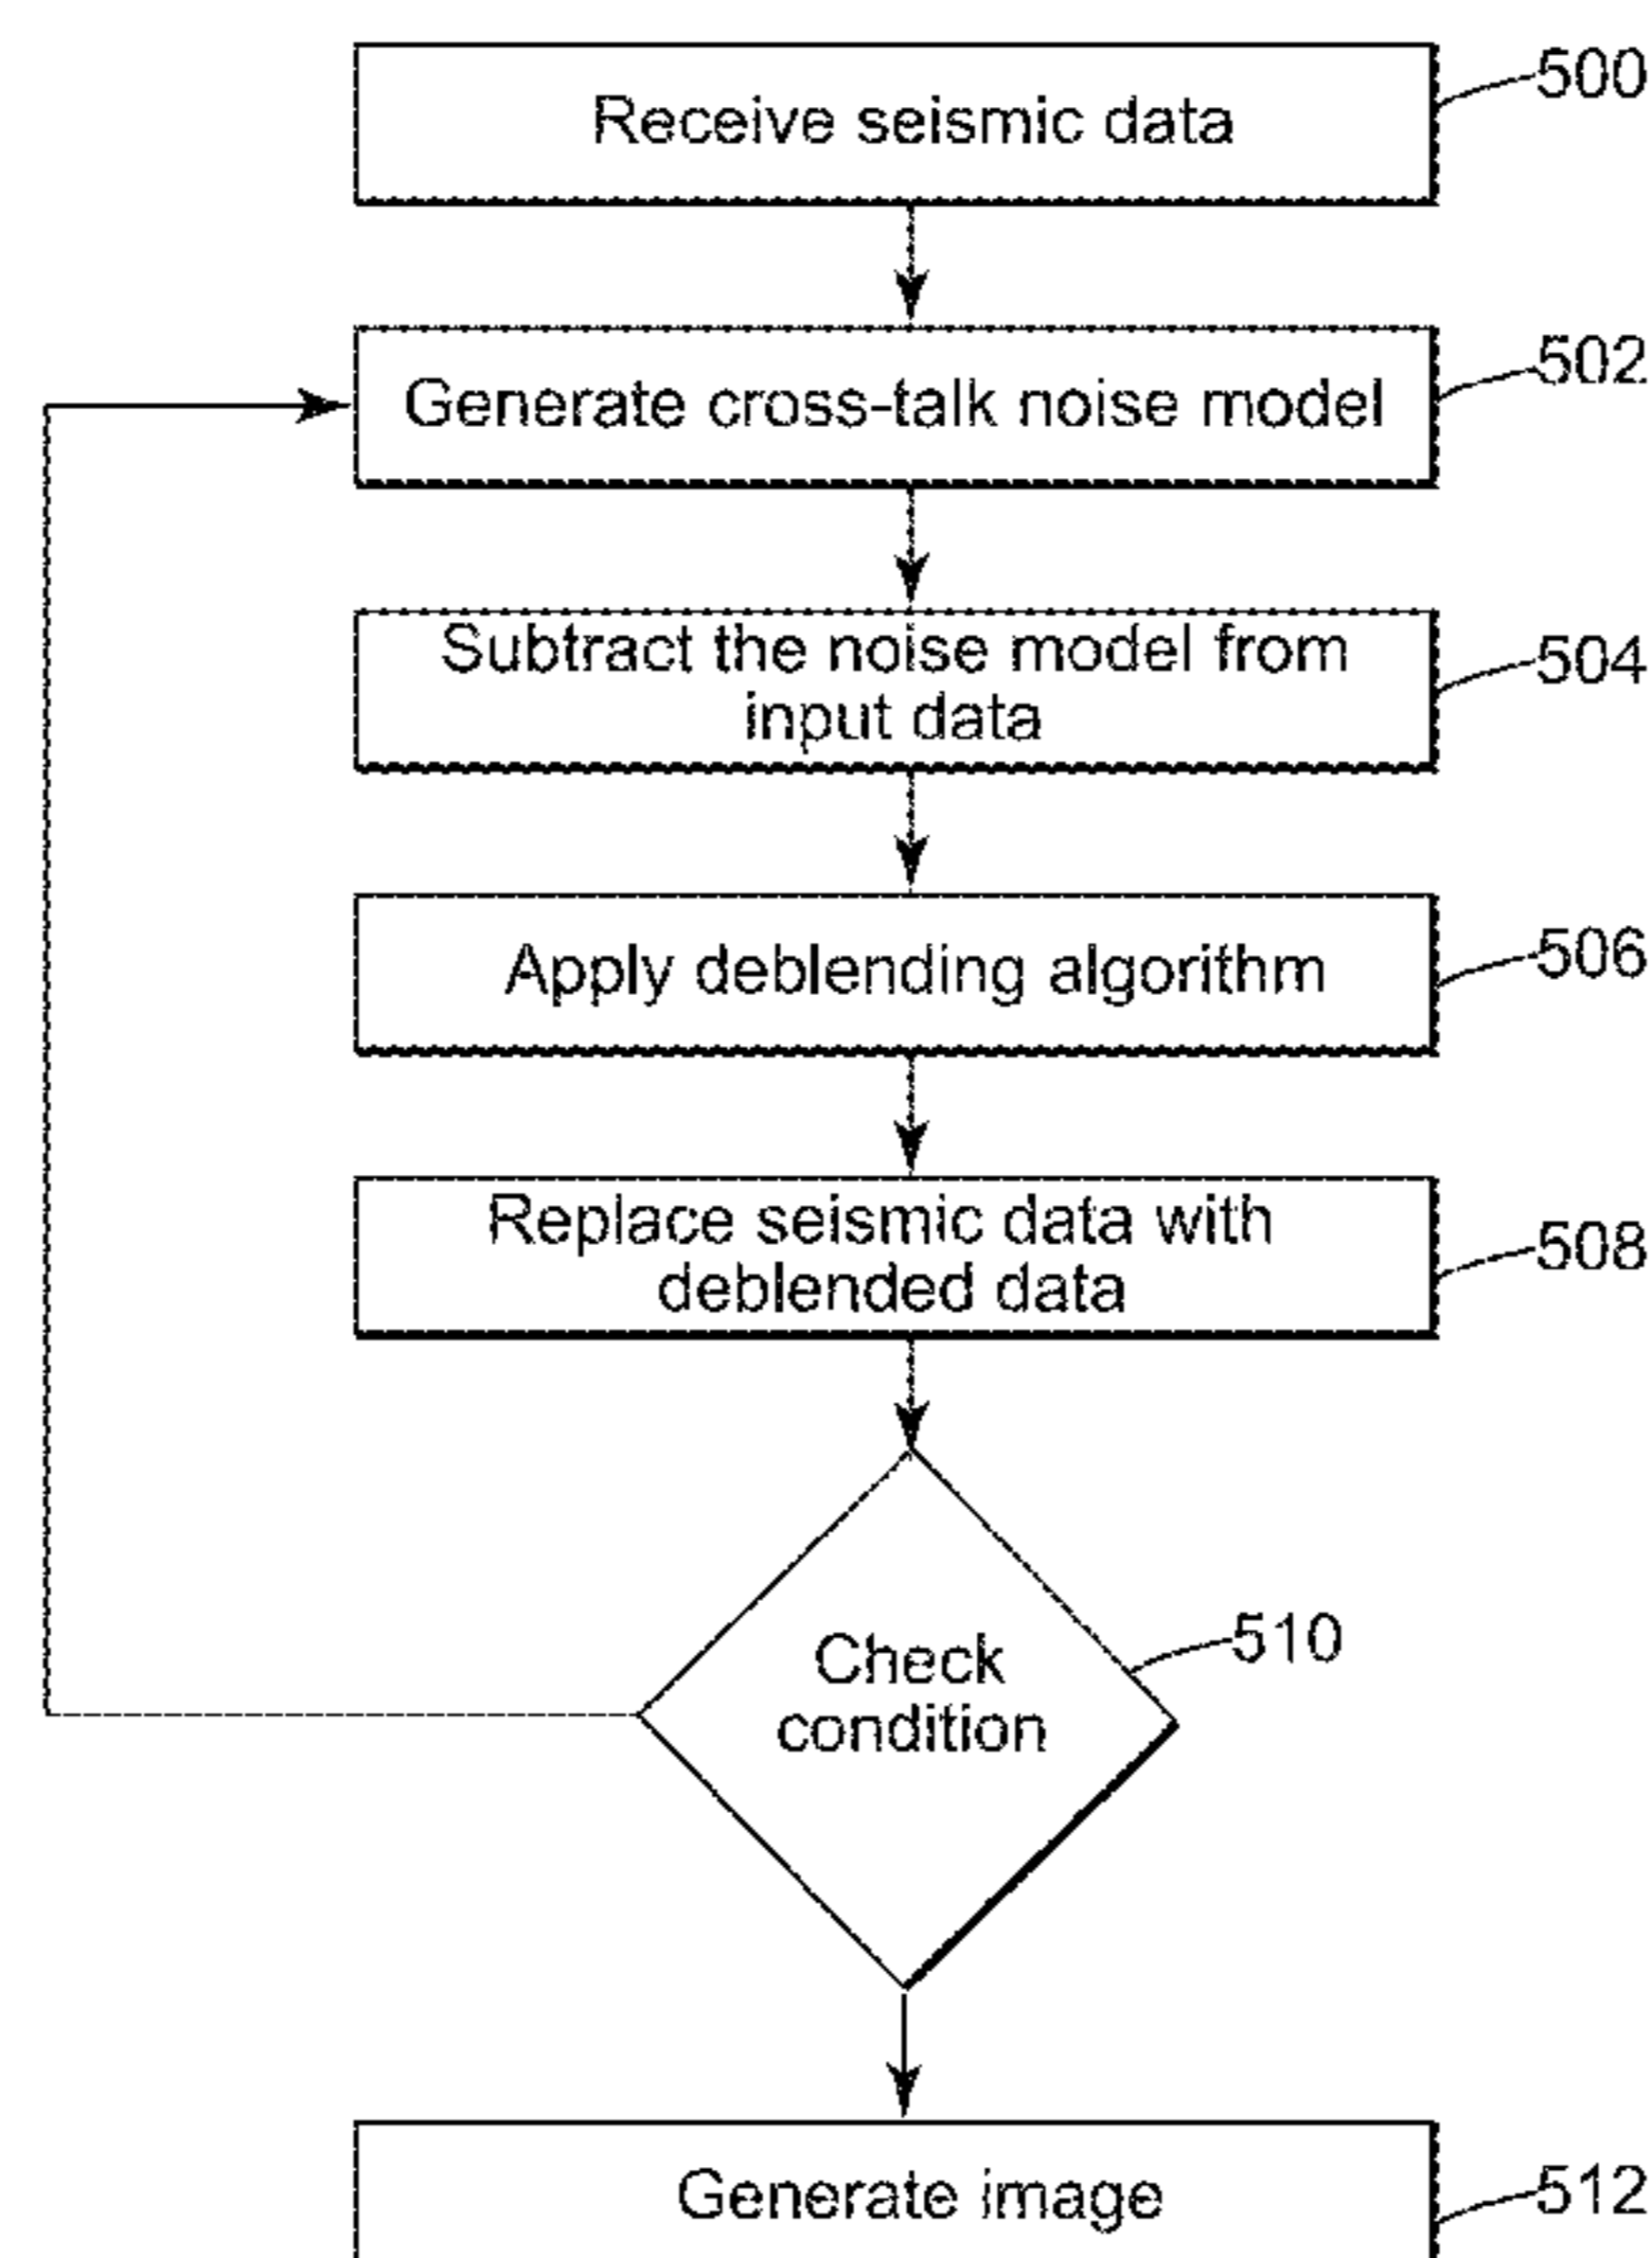 Receive seismic data
500
Generate cross-talk noise model
502
Subtract the noise model from
input data
504
Apply deblending algorithm
506
Replace seismic data with
deblended data
508
Check
condition
510
Generate image
512